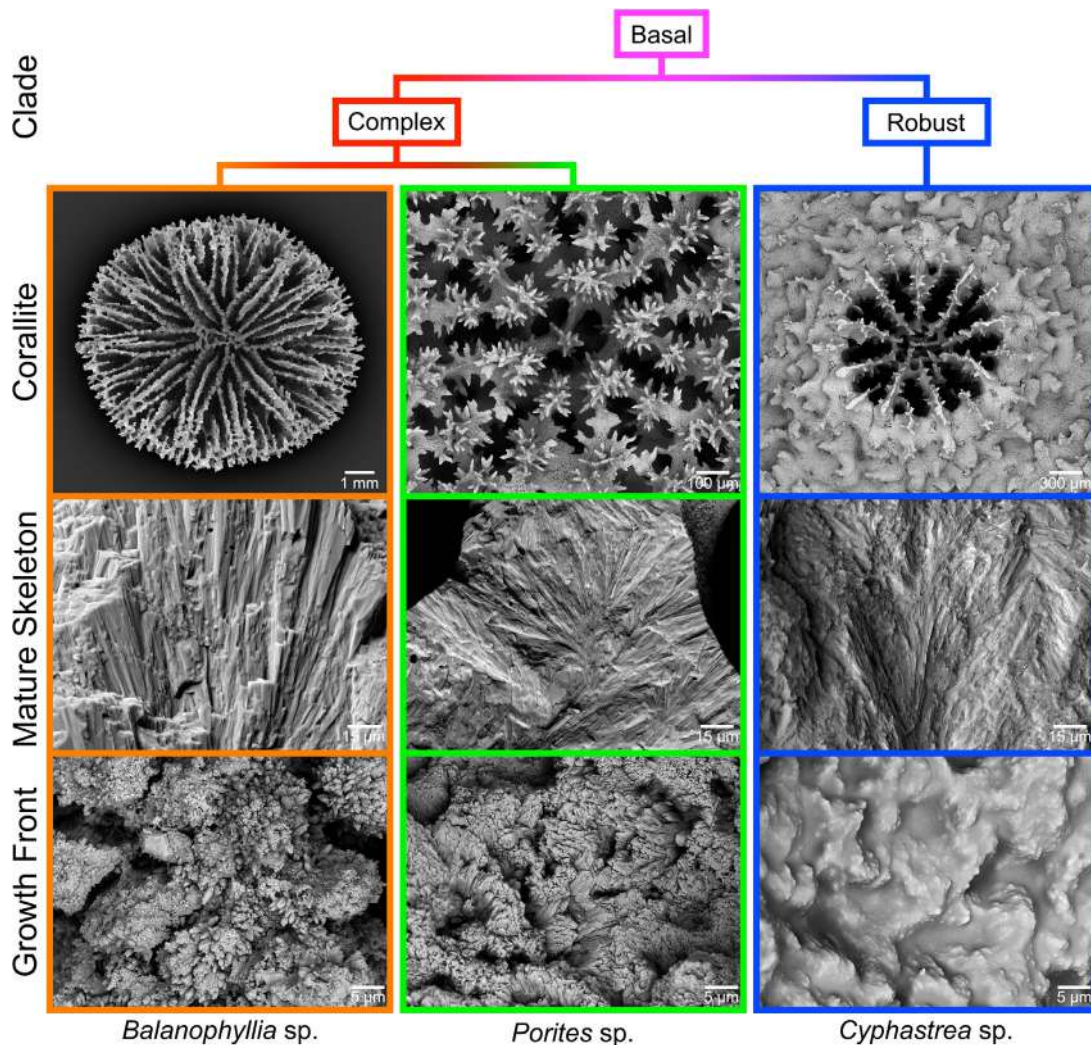 Clade
Basal
Complex
Robust
Corallite
1 mm
100 µm
300 µm
Mature Skeleton
15 µm
15 µm
15 µm
Growth Front
5 µm
5 µm
5 µm
Balanophyllia sp.
Porites sp.
Cyphastrea sp.